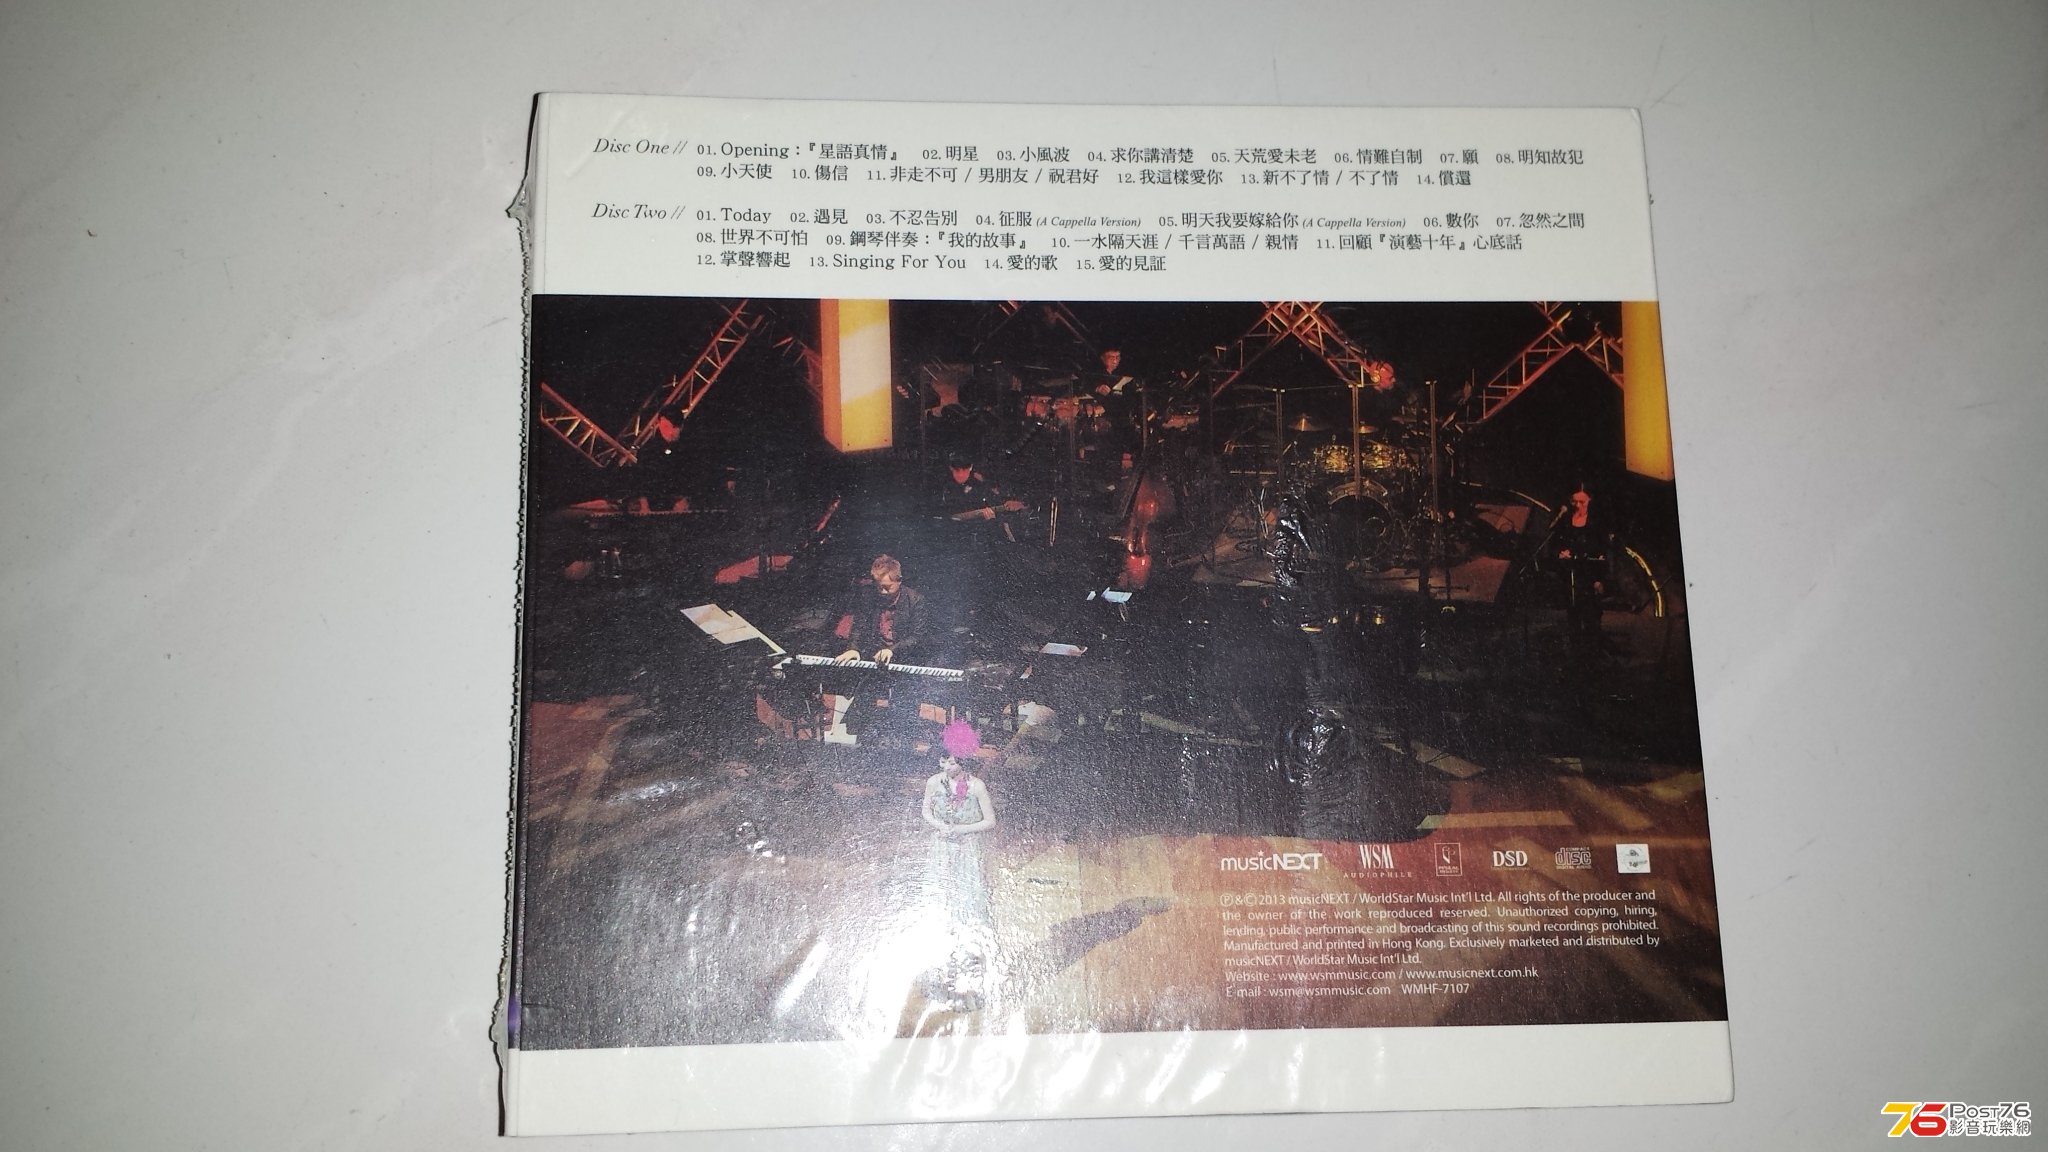 Disc One // 01. Opening：『星語真情』 02. 明星 03. 小風波 04. 求你講清楚 05. 天荒愛未老 06. 情難自制 07. 願 08. 明知故犯
09. 小天使 10. 傷信 11. 非走不可 / 男朋友 / 祝君好 12. 我這樣愛你 13. 新不了情 / 不了情 14. 償還
Disc Two // 01. Today 02. 遇見 03. 不忍告別 04. 征服 (A Cappella Version) 05. 明天我要嫁給你 (A Cappella Version) 06. 數你 07. 忽然之間
08. 世界不可怕 09. 鋼琴伴奏：『我的故事』 10. 一水隔天涯 / 千言萬語 / 親情 11. 回顧『演藝十年』心底話
12. 掌聲響起 13. Singing For You 14. 愛的歌 15. 愛的見証
musicNEXT WSM AUDIOPHILE DSD COMPACT disc DIGITAL AUDIO
Ⓟ&Ⓒ 2013 musicNEXT / WorldStar Music Int'l Ltd. All rights of the producer and
the owner of the work reproduced reserved. Unauthorized copying, hiring,
lending, public performance and broadcasting of this sound recordings prohibited.
Manufactured and printed in Hong Kong. Exclusively marketed and distributed by
musicNEXT / WorldStar Music Int'l Ltd.
Website : www.wsmmusic.com / www.musicnext.com.hk
E-mail : wsm@wsmmusic.com WMHF-7107
76 Post76
影音玩樂網